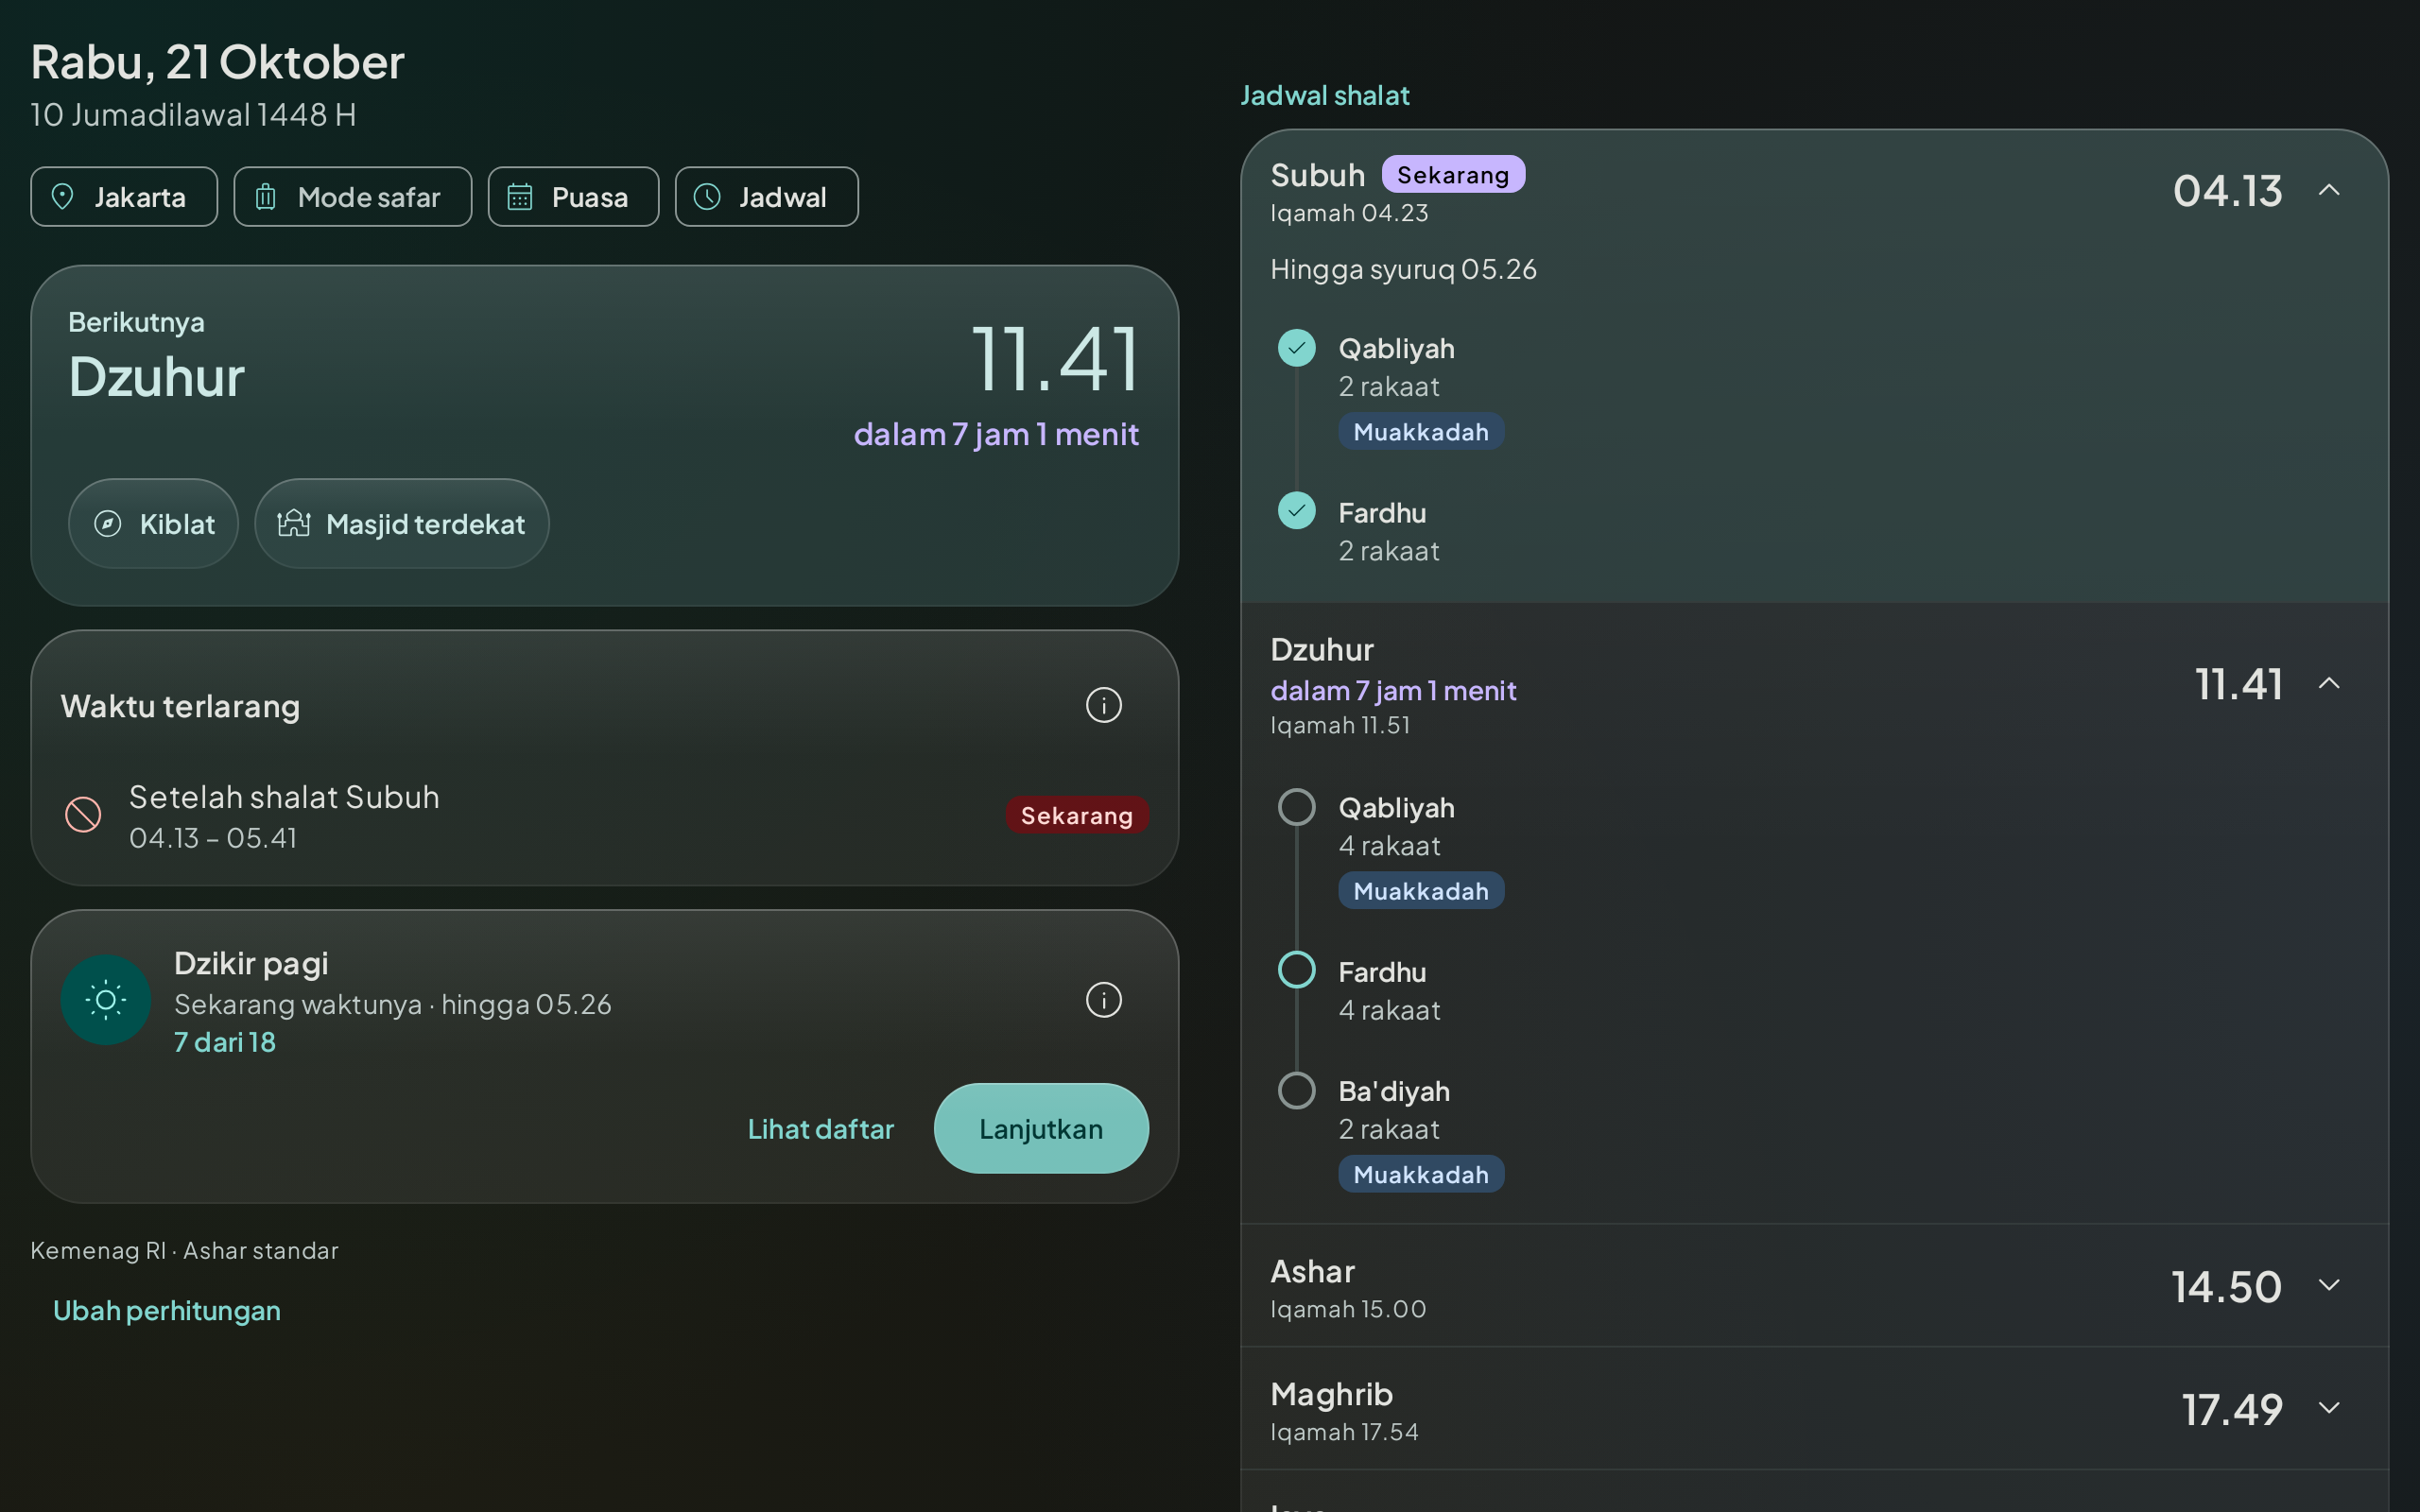 Rabu, 21 Oktober
10 Jumadilawal 1448 H
Jakarta
Mode safar
Puasa
Jadwal
Berikutnya
Dzuhur
11.41
dalam 7 jam 1 menit
Kiblat
Masjid terdekat
Waktu terlarang
Setelah shalat Subuh
04.13 – 05.41
Sekarang
Dzikir pagi
Sekarang waktunya · hingga 05.26
7 dari 18
Lihat daftar
Lanjutkan
Kemenag RI · Ashar standar
Ubah perhitungan
Jadwal shalat
Subuh
Sekarang
Iqamah 04.23
04.13
Hingga syuruq 05.26
Qabliyah
2 rakaat
Muakkadah
Fardhu
2 rakaat
Dzuhur
dalam 7 jam 1 menit
Iqamah 11.51
11.41
Qabliyah
4 rakaat
Muakkadah
Fardhu
4 rakaat
Ba'diyah
2 rakaat
Muakkadah
Ashar
Iqamah 15.00
14.50
Maghrib
Iqamah 17.54
17.49